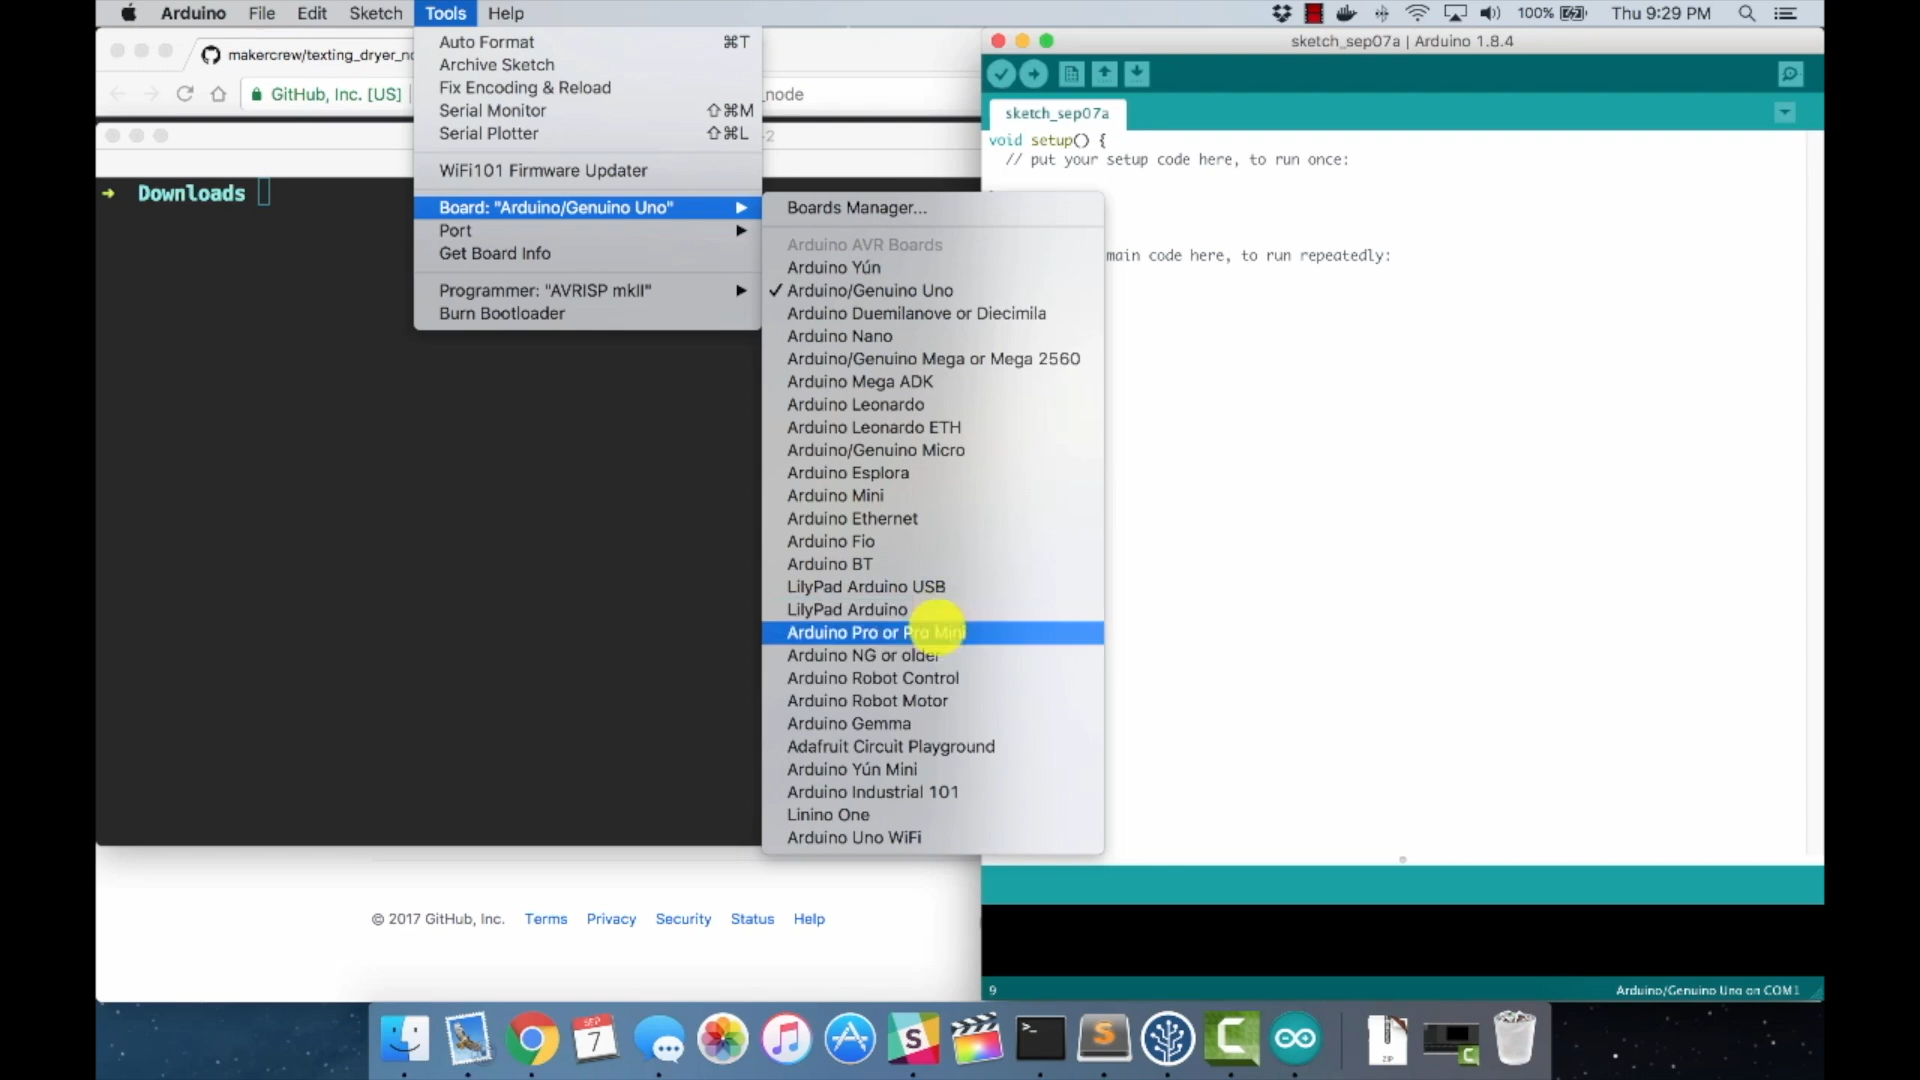 Arduino File Edit Sketch Tools Help 100% Thu 9:29 PM
makercrew/texting_dryer_no
GitHub, Inc. [US]
_node
Downloads
Auto Format ⌘T
Archive Sketch
Fix Encoding & Reload
Serial Monitor ⇧⌘M
Serial Plotter ⇧⌘L
WiFi101 Firmware Updater
Board: "Arduino/Genuino Uno"
Port
Get Board Info
Programmer: "AVRISP mkII"
Burn Bootloader
Boards Manager...
Arduino AVR Boards
Arduino Yún
✓ Arduino/Genuino Uno
Arduino Duemilanove or Diecimila
Arduino Nano
Arduino/Genuino Mega or Mega 2560
Arduino Mega ADK
Arduino Leonardo
Arduino Leonardo ETH
Arduino/Genuino Micro
Arduino Esplora
Arduino Mini
Arduino Ethernet
Arduino Fio
Arduino BT
LilyPad Arduino USB
LilyPad Arduino
Arduino Pro or Pro Mini
Arduino NG or older
Arduino Robot Control
Arduino Robot Motor
Arduino Gemma
Adafruit Circuit Playground
Arduino Yún Mini
Arduino Industrial 101
Linino One
Arduino Uno WiFi
sketch_sep07a | Arduino 1.8.4
sketch_sep07a
void setup() {
// put your setup code here, to run once:
main code here, to run repeatedly:
9 Arduino/Genuino Uno on COM1
© 2017 GitHub, Inc. Terms Privacy Security Status Help
SEP
7
ZIP